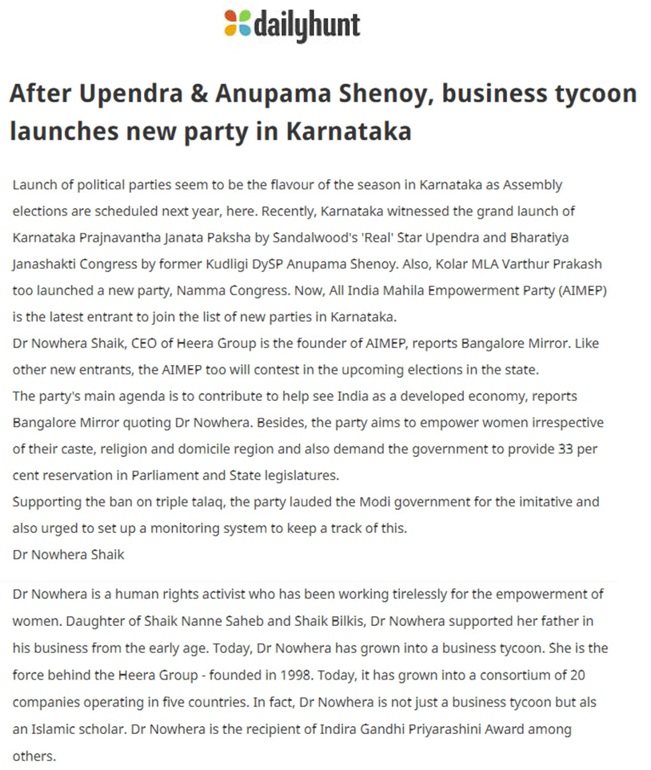 dailyhunt
After Upendra & Anupama Shenoy, business tycoon
launches new party in Karnataka
Launch of political parties seem to be the flavour of the season in Karnataka as Assembly
elections are scheduled next year, here. Recently, Karnataka witnessed the grand launch of
Karnataka Prajnavantha Janata Paksha by Sandalwood's 'Real' Star Upendra and Bharatiya
Janashakti Congress by former Kudligi DySP Anupama Shenoy. Also, Kolar MLA Varthur Prakash
too launched a new party, Namma Congress. Now, All India Mahila Empowerment Party (AIMEP)
is the latest entrant to join the list of new parties in Karnataka.
Dr Nowhera Shaik, CEO of Heera Group is the founder of AIMEP, reports Bangalore Mirror. Like
other new entrants, the AIMEP too will contest in the upcoming elections in the state.
The party's main agenda is to contribute to help see India as a developed economy, reports
Bangalore Mirror quoting Dr Nowhera. Besides, the party aims to empower women irrespective
of their caste, religion and domicile region and also demand the government to provide 33 per
cent reservation in Parliament and State legislatures.
Supporting the ban on triple talaq, the party lauded the Modi government for the imitative and
also urged to set up a monitoring system to keep a track of this.
Dr Nowhera Shaik
Dr Nowhera is a human rights activist who has been working tirelessly for the empowerment of
women. Daughter of Shaik Nanne Saheb and Shaik Bilkis, Dr Nowhera supported her father in
his business from the early age. Today, Dr Nowhera has grown into a business tycoon. She is the
force behind the Heera Group - founded in 1998. Today, it has grown into a consortium of 20
companies operating in five countries. In fact, Dr Nowhera is not just a business tycoon but als
an Islamic scholar. Dr Nowhera is the recipient of Indira Gandhi Priyarashini Award among
others.